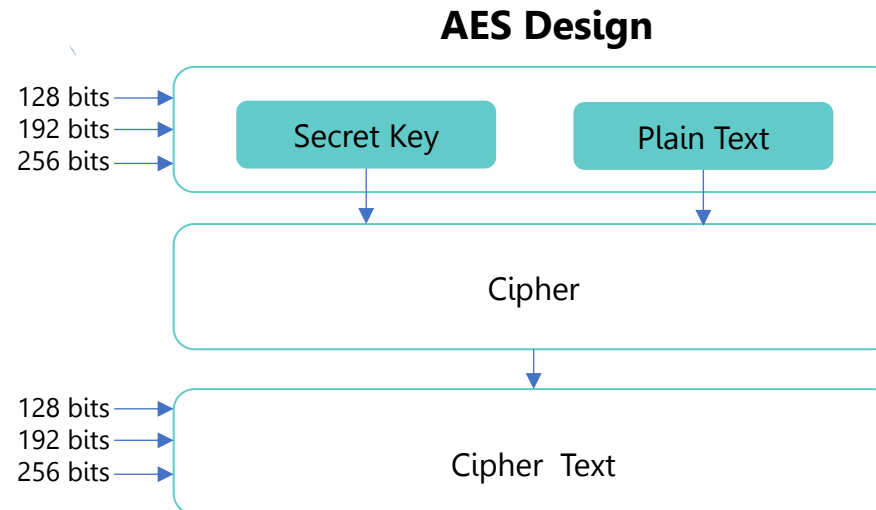 AES Design
128 bits
192 bits
256 bits
Secret Key
Plain Text
Cipher
128 bits
192 bits
256 bits
Cipher Text